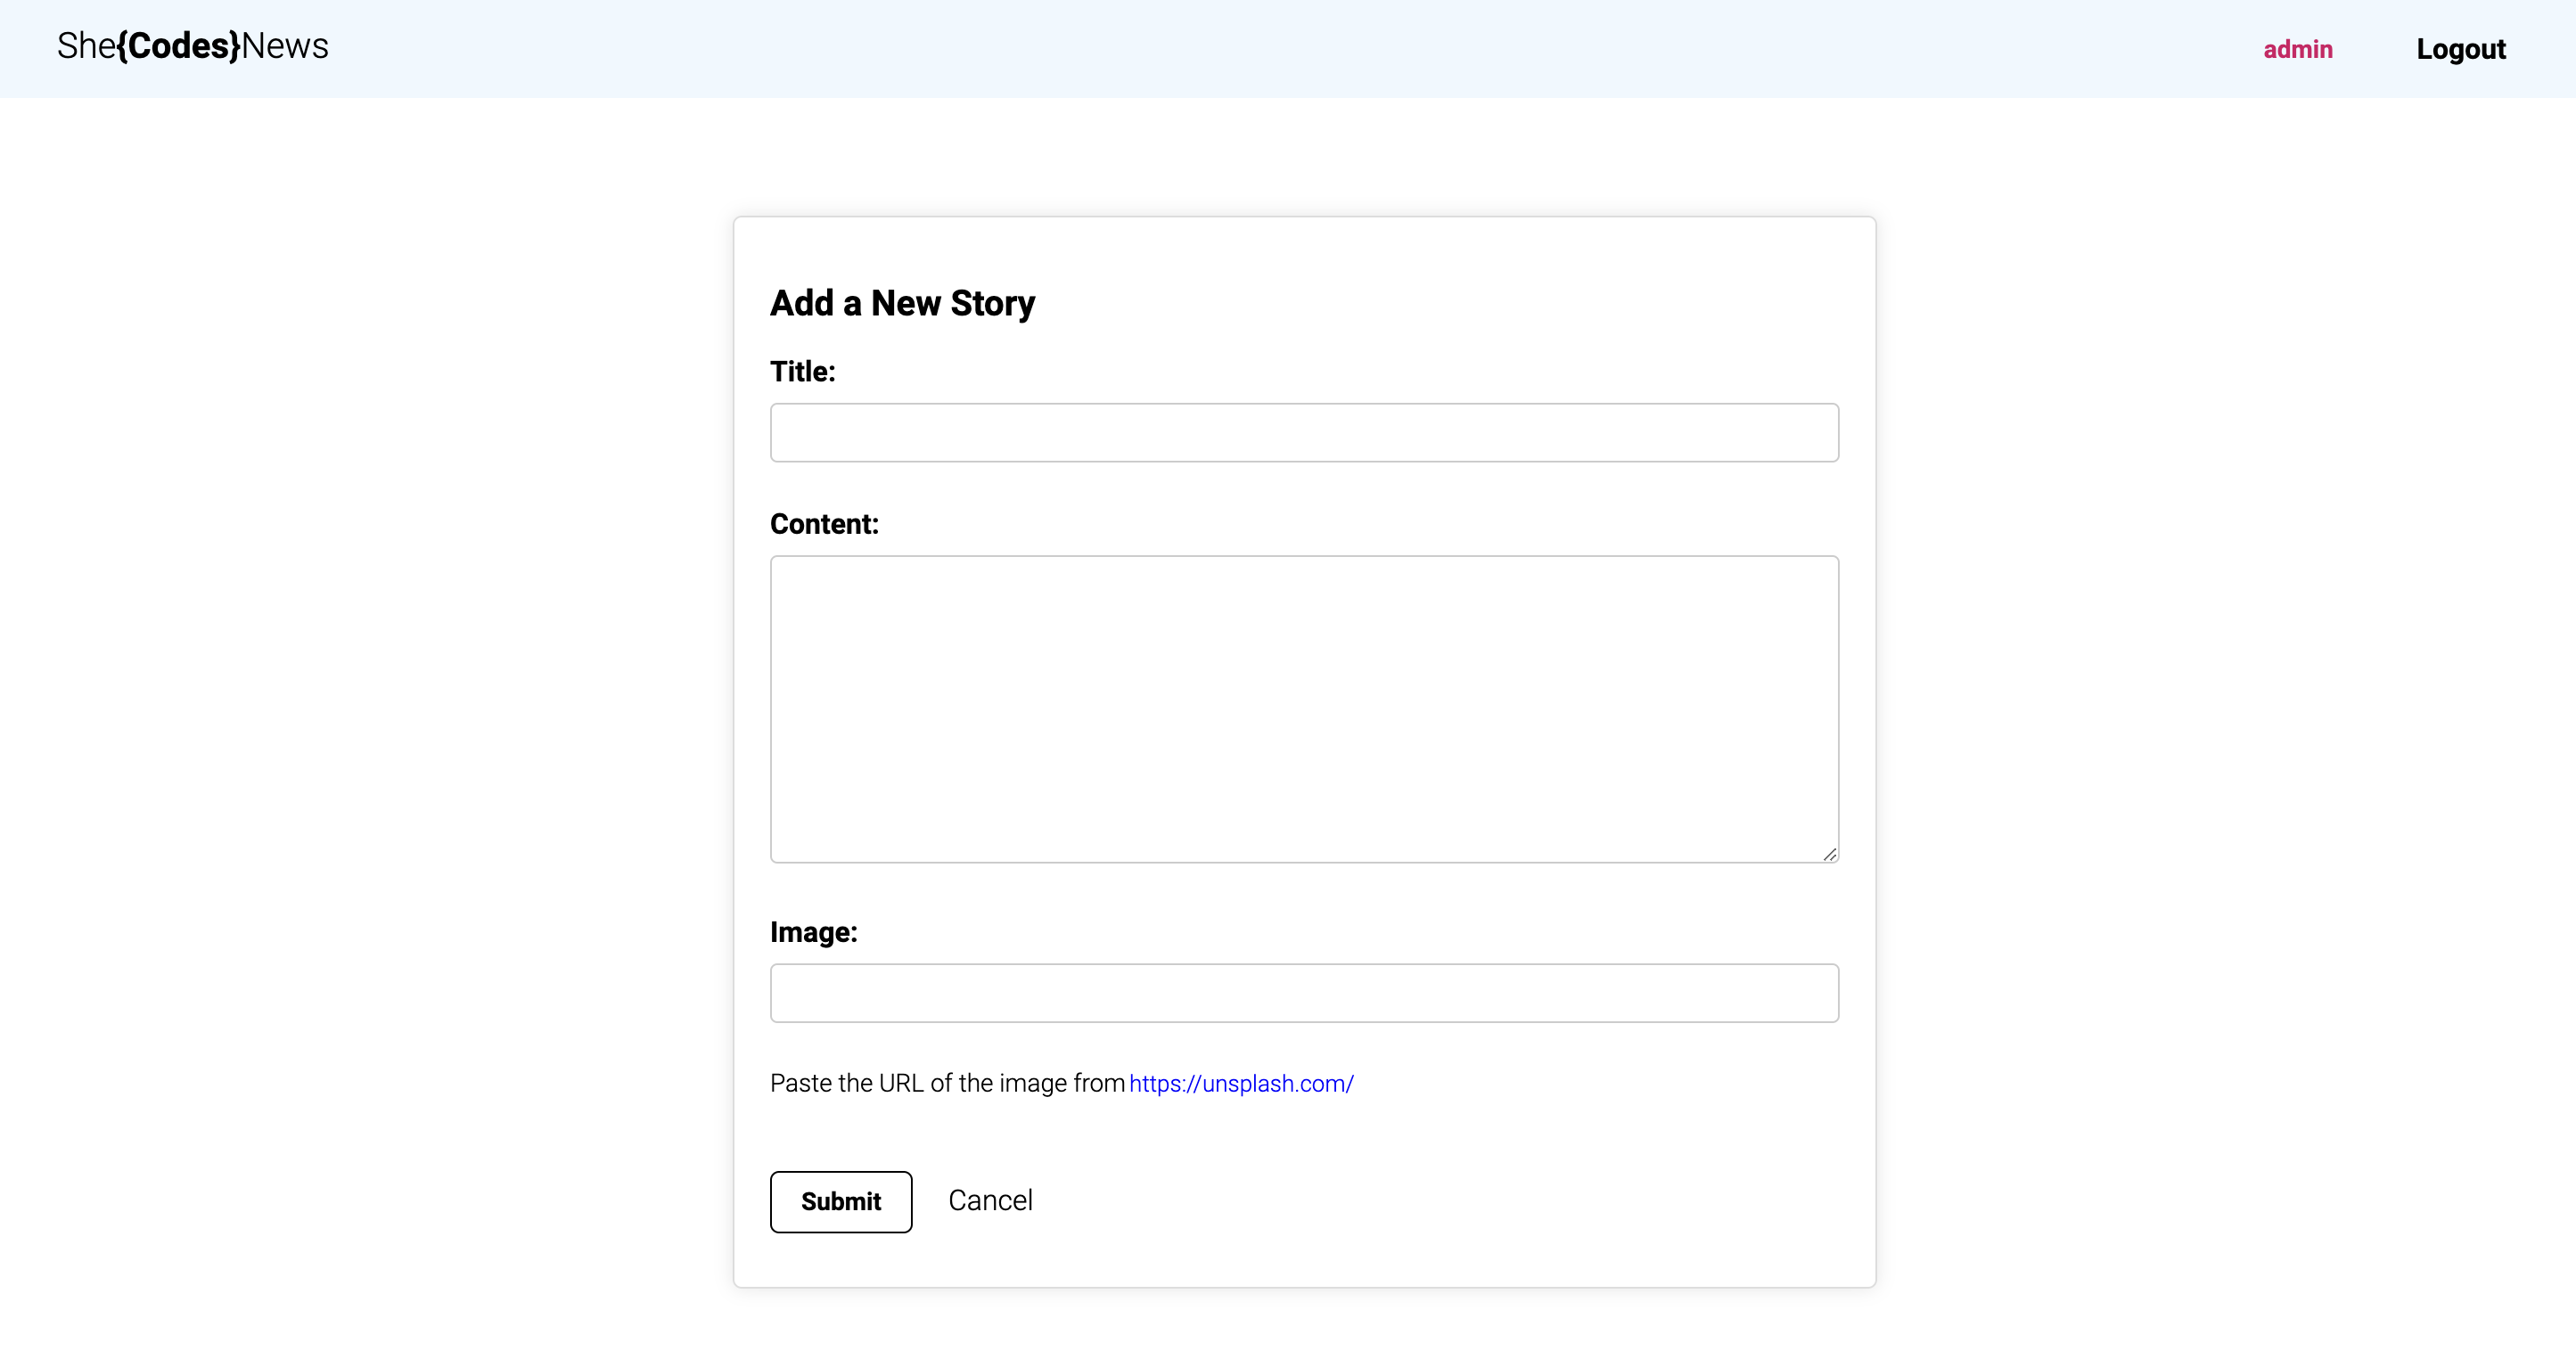 She{Codes}News
admin
Logout
Add a New Story
Title:
Content:
Image:
Paste the URL of the image from https://unsplash.com/
Submit
Cancel